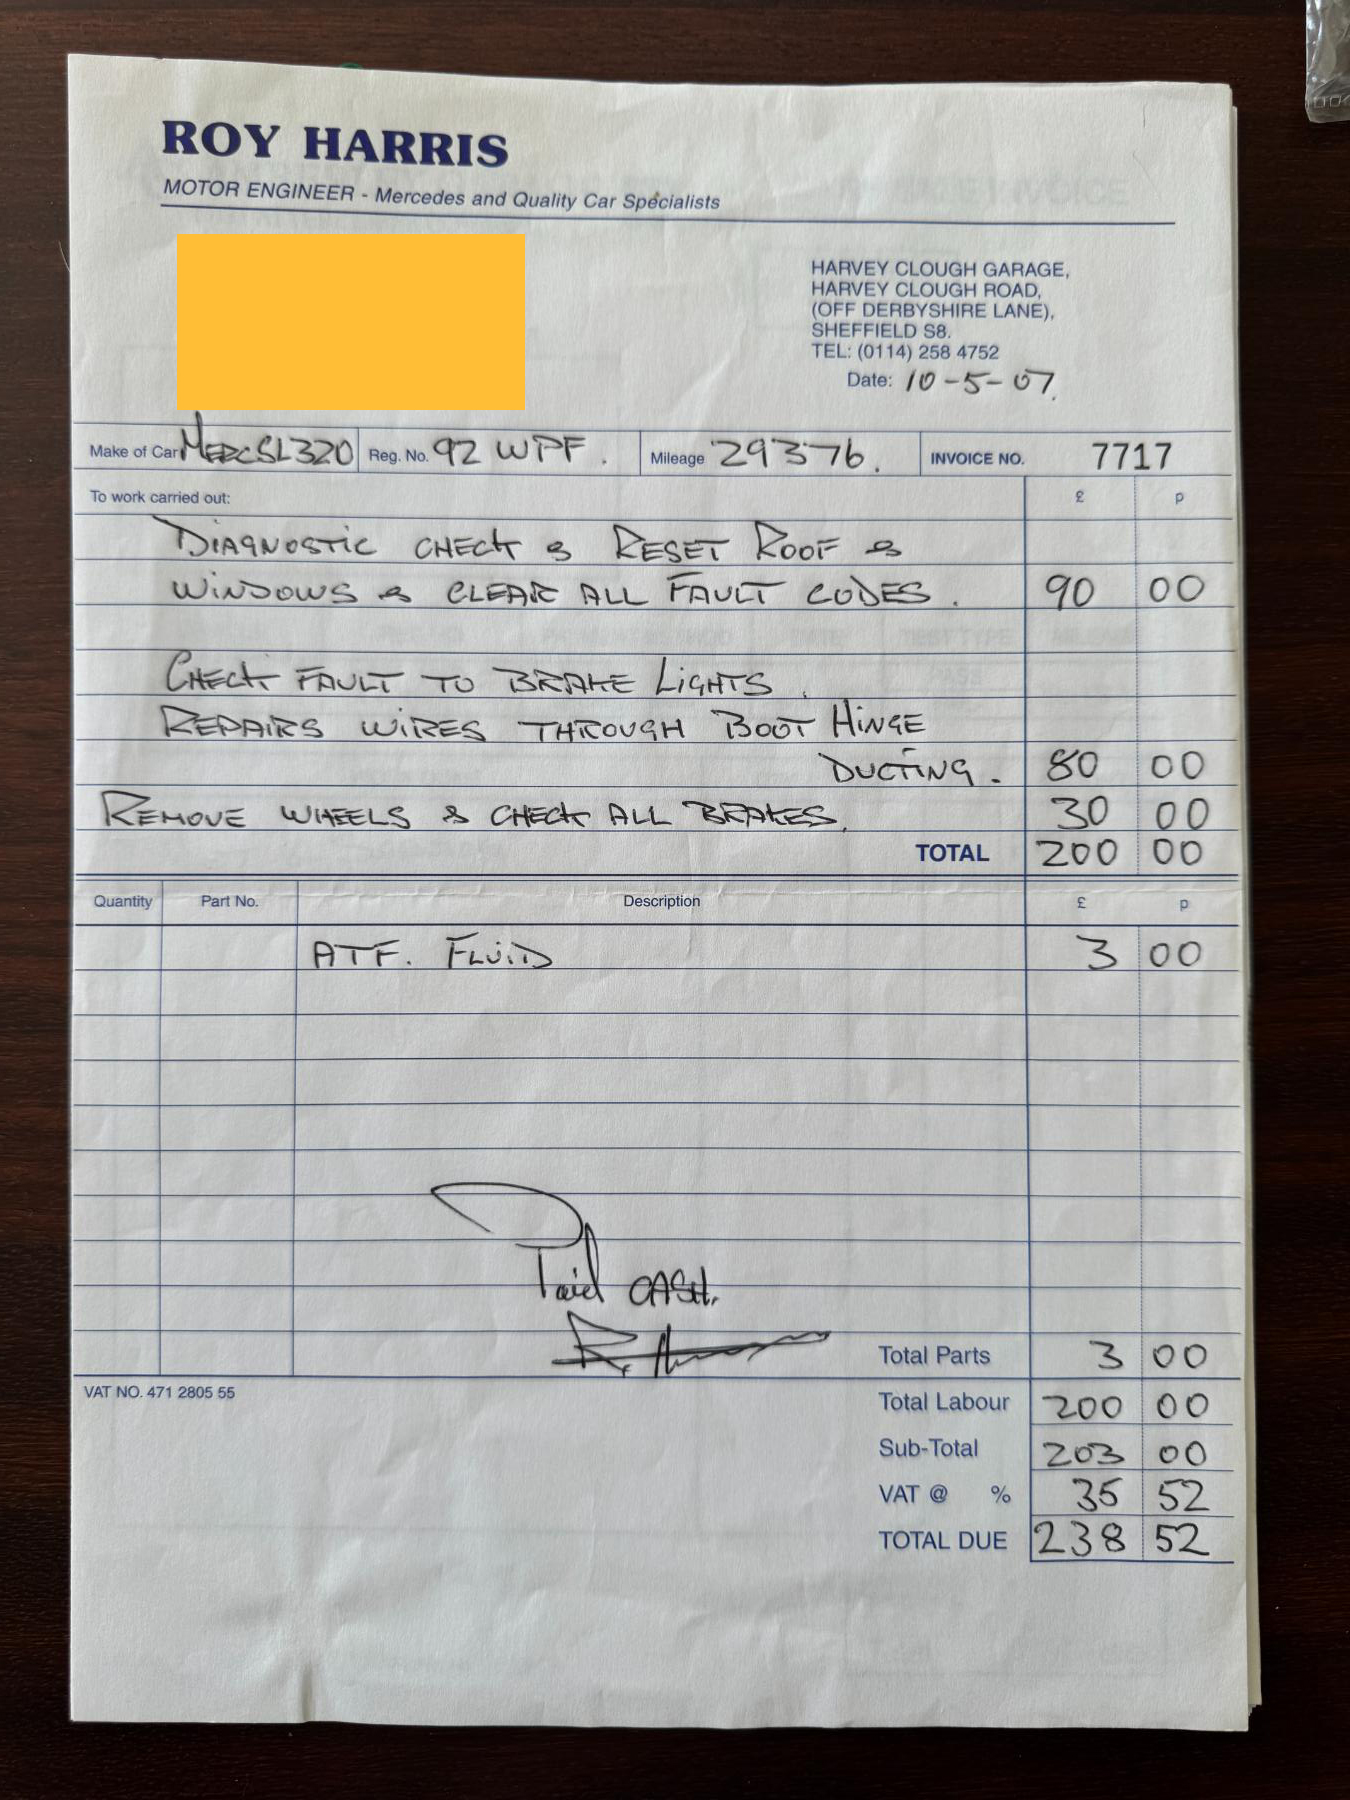 ROY HARRIS
MOTOR ENGINEER - Mercedes and Quality Car Specialists
HARVEY CLOUGH GARAGE,
HARVEY CLOUGH ROAD,
(OFF DERBYSHIRE LANE),
SHEFFIELD S8.
TEL: (0114) 258 4752
Date: 10-5-07.
Make of Car MERC SL320 Reg. No. 92 WPF. Mileage 29376. INVOICE NO. 7717
To work carried out: £ p
DIAGNOSTIC CHECK & RESET ROOF &
WINDOWS & CLEAR ALL FAULT CODES. 90 00
CHECK FAULT TO BRAKE LIGHTS.
REPAIRS WIRES THROUGH BOOT HINGE
DUCTING. 80 00
REMOVE WHEELS & CHECK ALL BRAKES. 30 00
TOTAL 200 00
Quantity Part No. Description £ p
ATF. FLUID 3 00
Paid CASH.
Total Parts 3 00
VAT NO. 471 2805 55
Total Labour 200 00
Sub-Total 203 00
VAT @ % 35 52
TOTAL DUE 238 52